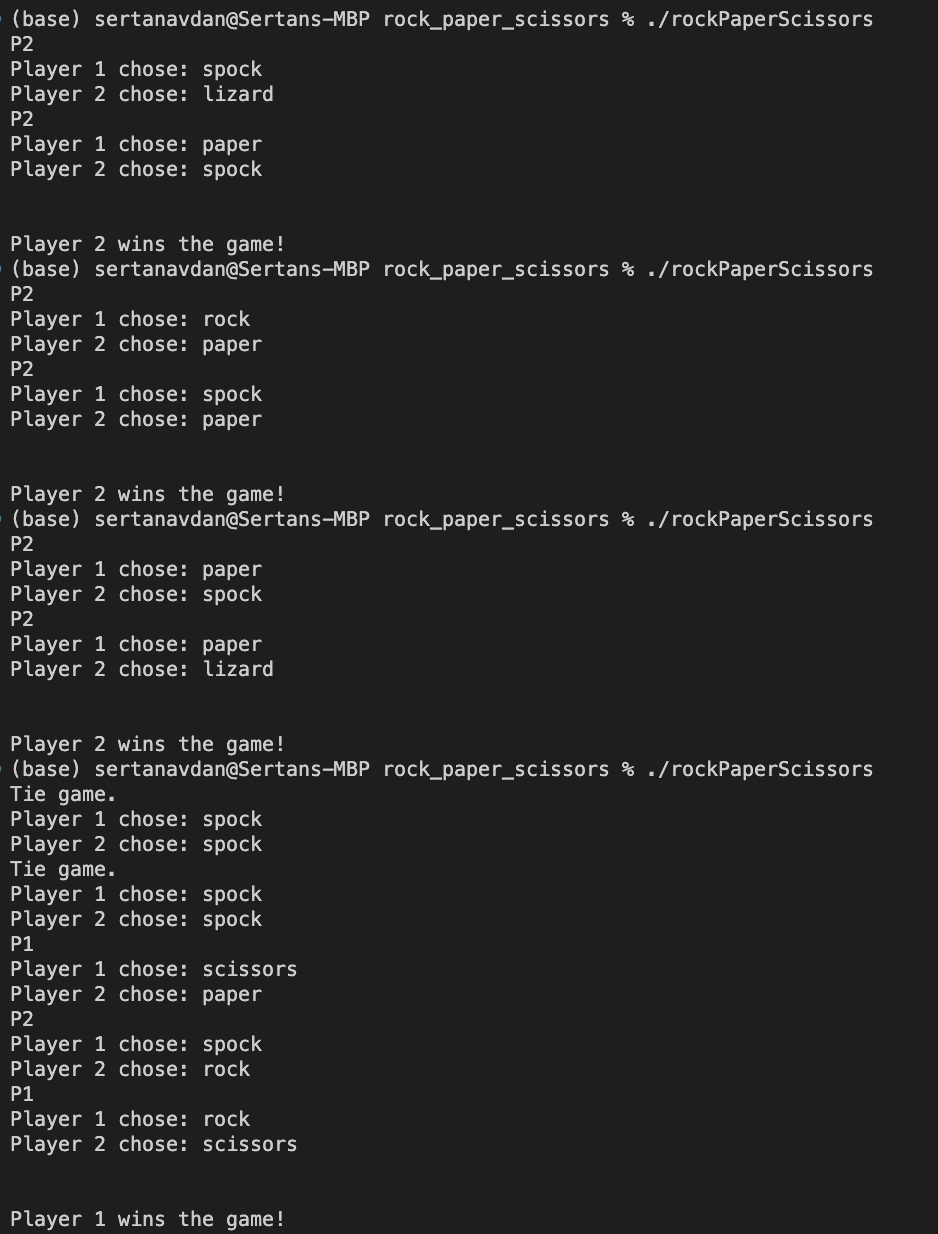 (base) sertanavdan@Sertans-MBP rock_paper_scissors % ./rockPaperScissors
P2
Player 1 chose: spock
Player 2 chose: lizard
P2
Player 1 chose: paper
Player 2 chose: spock
Player 2 wins the game!
(base) sertanavdan@Sertans-MBP rock_paper_scissors % ./rockPaperScissors
P2
Player 1 chose: rock
Player 2 chose: paper
P2
Player 1 chose: spock
Player 2 chose: paper
Player 2 wins the game!
(base) sertanavdan@Sertans-MBP rock_paper_scissors % ./rockPaperScissors
P2
Player 1 chose: paper
Player 2 chose: spock
P2
Player 1 chose: paper
Player 2 chose: lizard
Player 2 wins the game!
(base) sertanavdan@Sertans-MBP rock_paper_scissors % ./rockPaperScissors
Tie game.
Player 1 chose: spock
Player 2 chose: spock
Tie game.
Player 1 chose: spock
Player 2 chose: spock
P1
Player 1 chose: scissors
Player 2 chose: paper
P2
Player 1 chose: spock
Player 2 chose: rock
P1
Player 1 chose: rock
Player 2 chose: scissors
Player 1 wins the game!